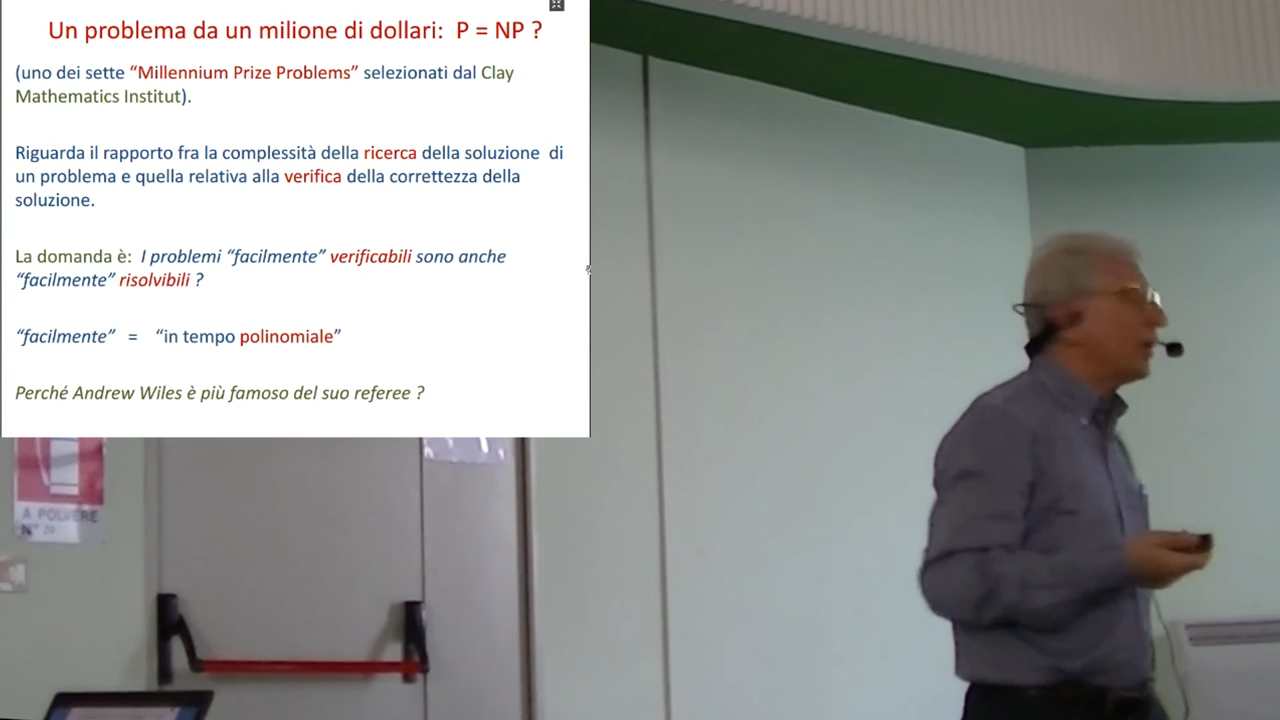 Un problema da un milione di dollari: P = NP ?
(uno dei sette “Millennium Prize Problems” selezionati dal Clay
Mathematics Institut).
Riguarda il rapporto fra la complessità della ricerca della soluzione di
un problema e quella relativa alla verifica della correttezza della
soluzione.
La domanda è: I problemi “facilmente” verificabili sono anche
“facilmente” risolvibili ?
“facilmente” = “in tempo polinomiale”
Perché Andrew Wiles è più famoso del suo referee ?
A POLVERE
N° 29